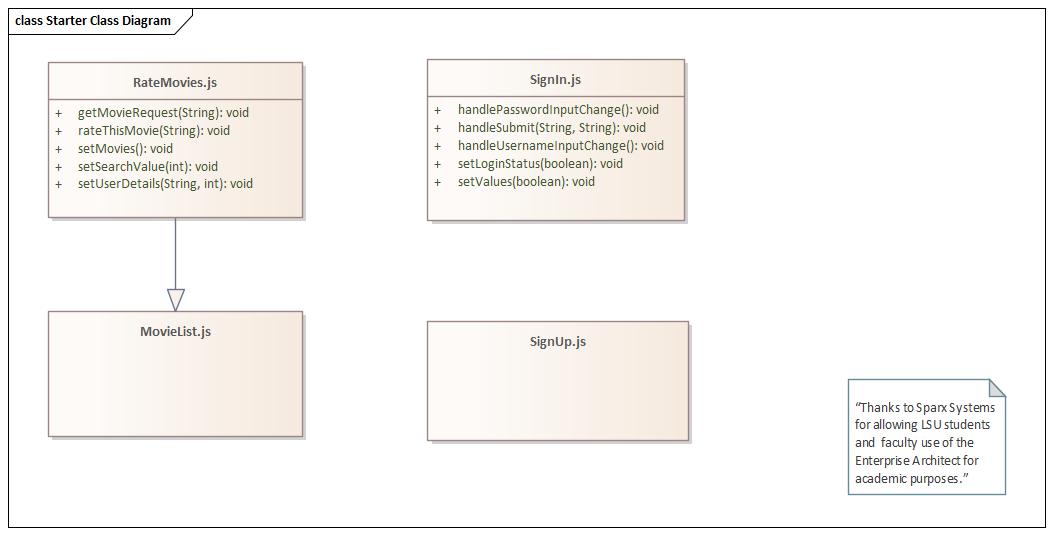 class Starter Class Diagram
RateMovies.js
+ getMovieRequest(String): void
+ rateThisMovie(String): void
+ setMovies(): void
+ setSearchValue(int): void
+ setUserDetails(String, int): void
SignIn.js
+ handlePasswordInputChange(): void
+ handleSubmit(String, String): void
+ handleUsernameInputChange(): void
+ setLoginStatus(boolean): void
+ setValues(boolean): void
MovieList.js
SignUp.js
“Thanks to Sparx Systems
for allowing LSU students
and faculty use of the
Enterprise Architect for
academic purposes.”